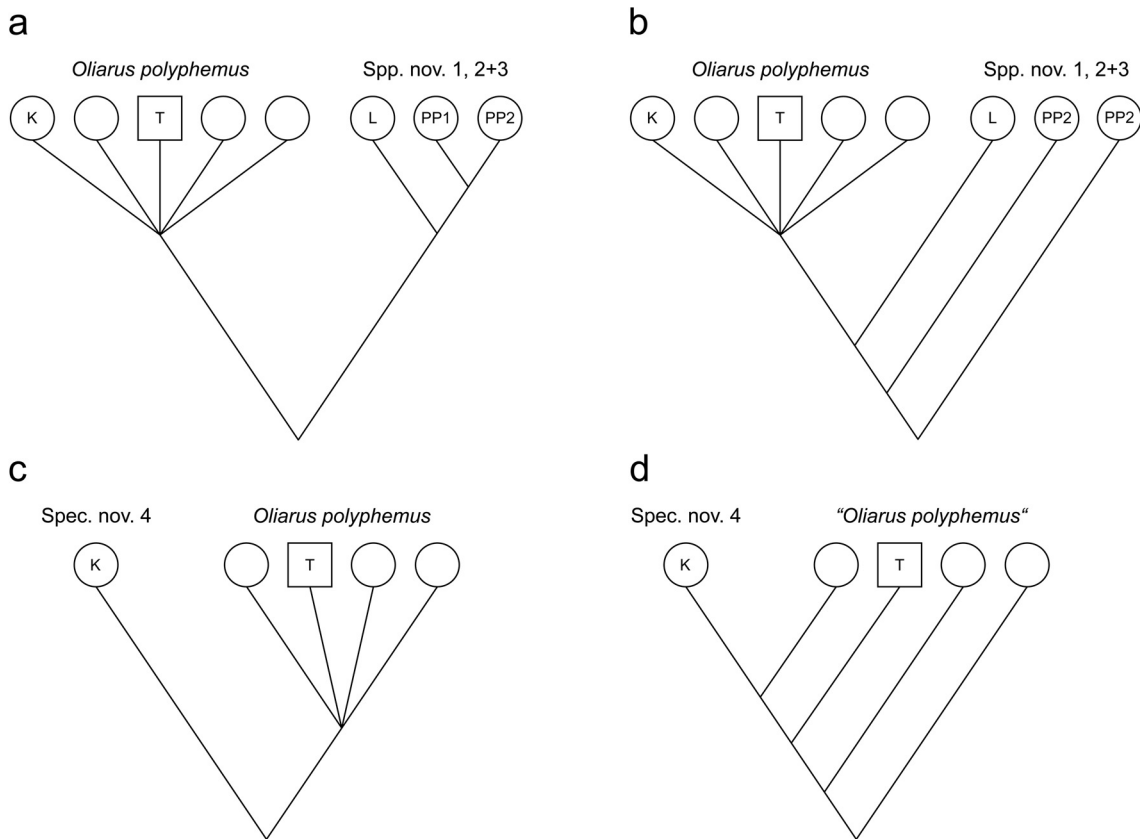 a
Oliarus polyphemus
Spp. nov. 1, 2+3
K
T
L
PP1
PP2
b
Oliarus polyphemus
Spp. nov. 1, 2+3
K
T
L
PP2
PP2
c
Spec. nov. 4
Oliarus polyphemus
K
T
d
Spec. nov. 4
“Oliarus polyphemus“
K
T